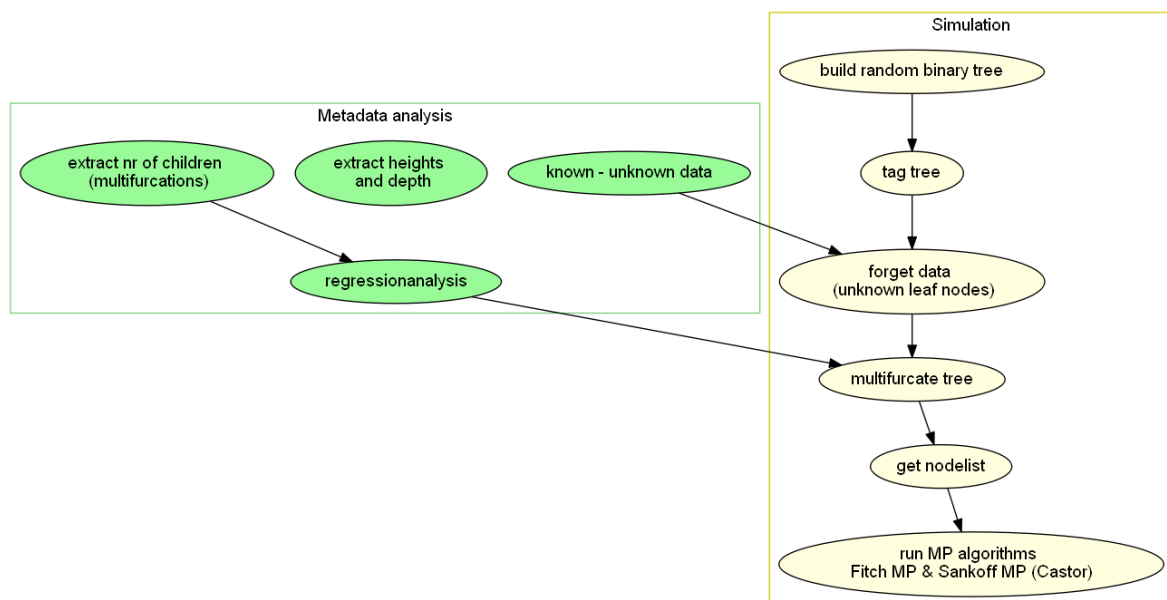 Simulation
build random binary tree
Metadata analysis
extract nr of children
(multifurcations)
extract heights
and depth
known - unknown data
tag tree
regressionanalysis
forget data
(unknown leaf nodes)
multifurcate tree
get nodelist
run MP algorithms
Fitch MP & Sankoff MP (Castor)